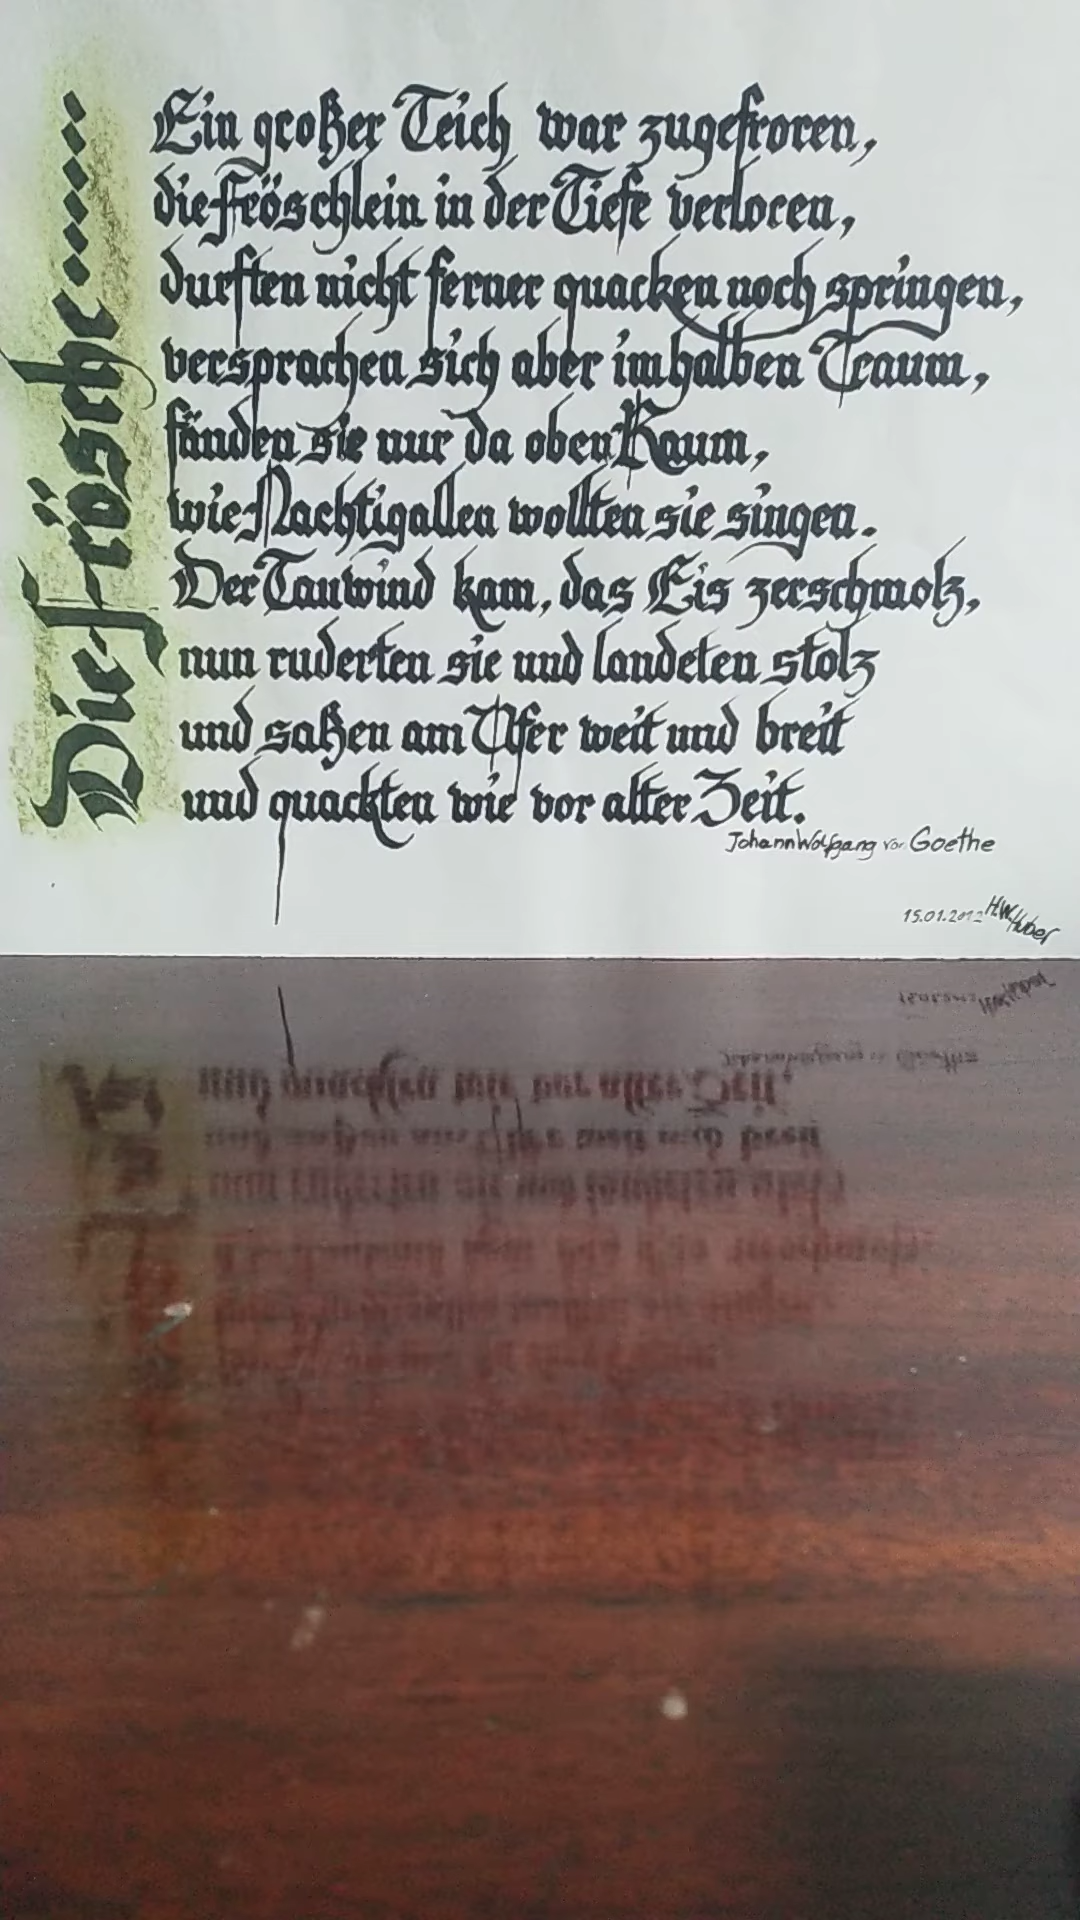 Die Frösche......
Ein großer Teich war zugefroren,
die Fröschlein in der Tiefe verloren,
durften nicht ferner quacken noch springen,
versprachen sich aber im halben Traum,
fänden sie nur da oben Raum,
wie Nachtigallen wollten sie singen.
Der Tauwind kam, das Eis zerschmolz,
nun ruderten sie und landeten stolz
und saßen am Ufer weit und breit
und quackten wie vor alter Zeit.
Johann Wolfgang von Goethe
15.01.2012 H.W. Huber